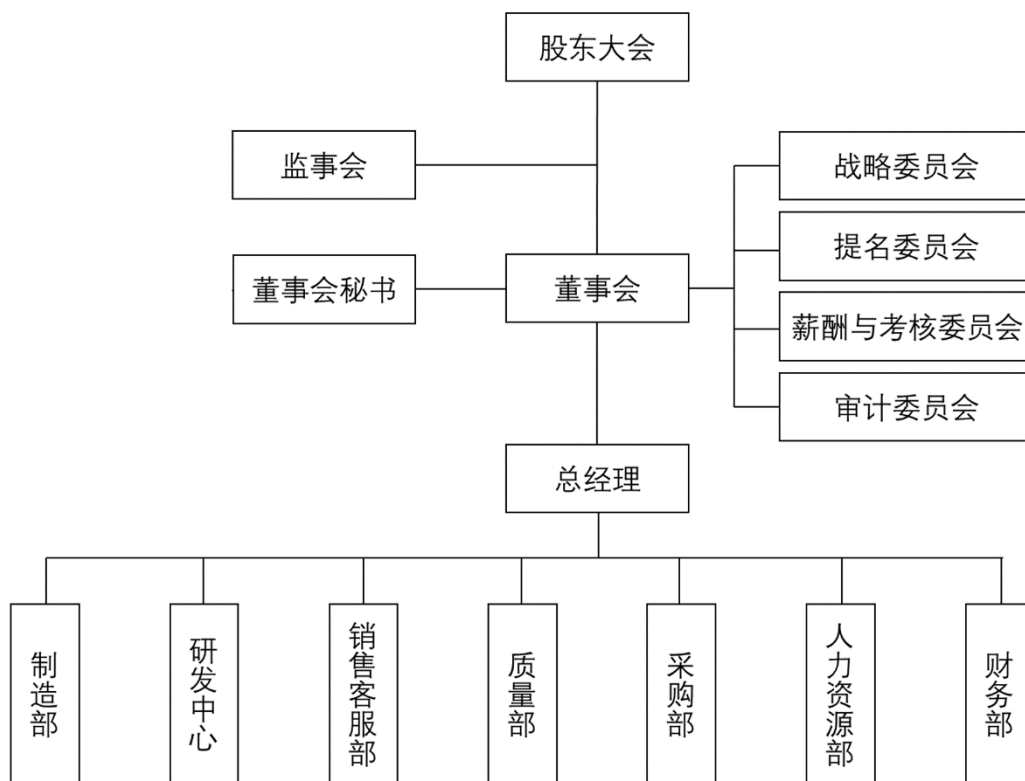 股东大会
监事会
战略委员会
提名委员会
董事会秘书
董事会
薪酬与考核委员会
审计委员会
总经理
制造部
研发中心
销售客服部
质量部
采购部
人力资源部
财务部